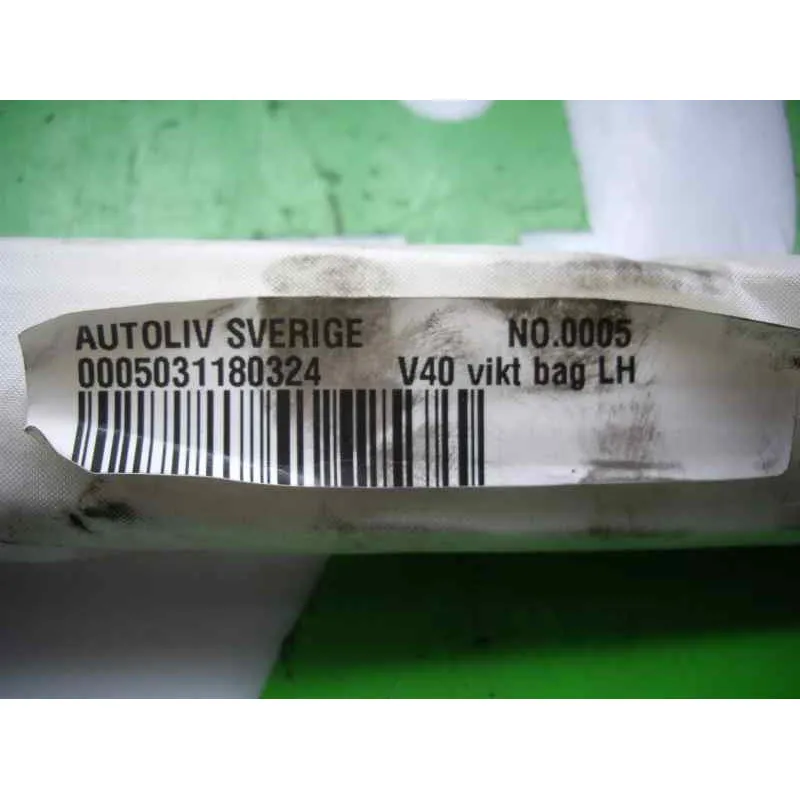 AUTOLIV SVERIGE NO.0005
0005031180324 V40 vikt bag LH